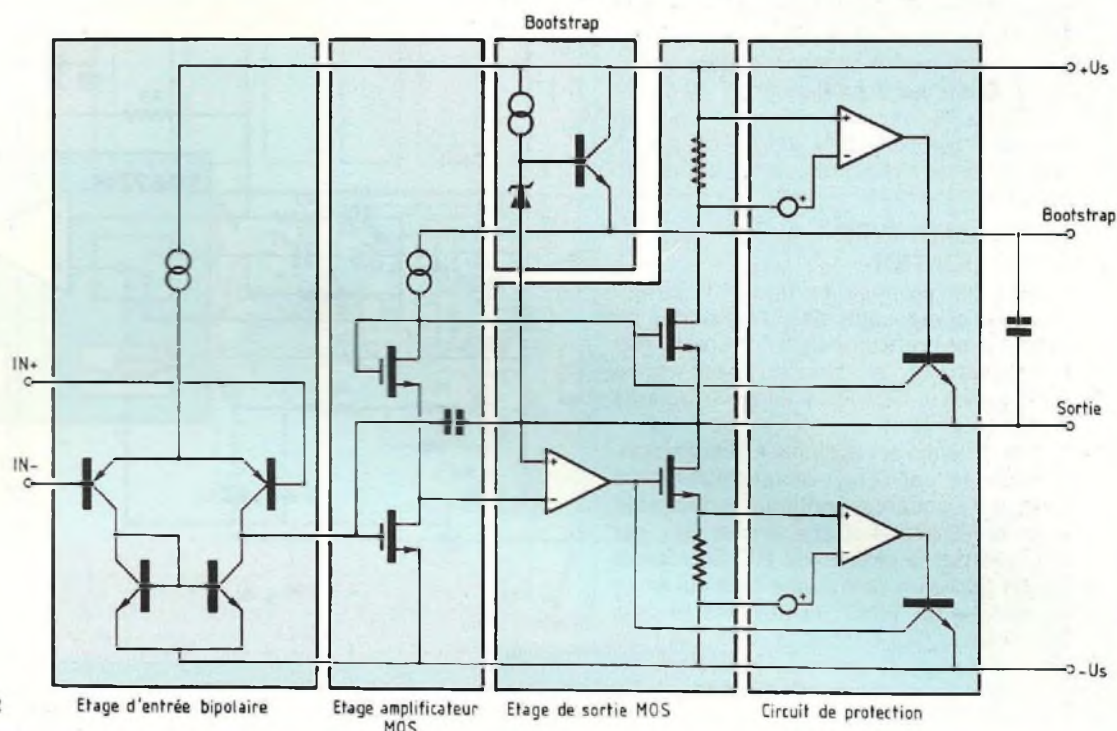 Bootstrap
+Us
Bootstrap
IN+
IN-
Sortie
-Us
Etage d'entrée bipolaire
Etage amplificateur
MOS
Etage de sortie MOS
Circuit de protection